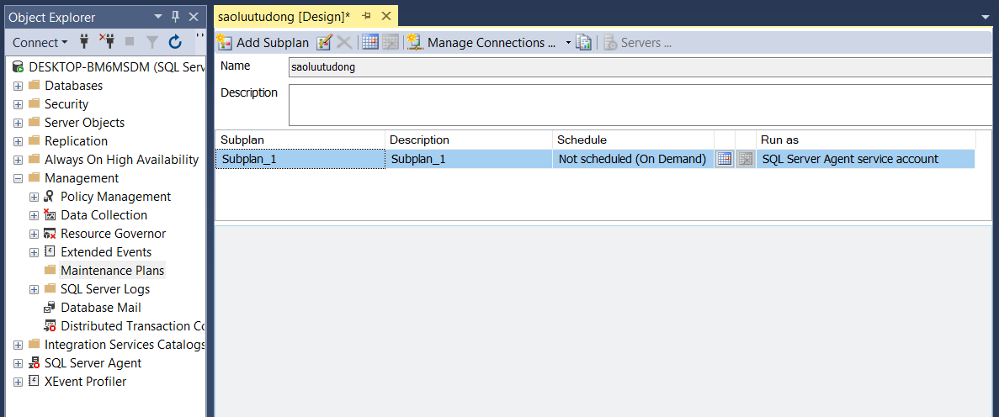 Object Explorer
Connect
DESKTOP-BM6MSDM (SQL Serv
Databases
Security
Server Objects
Replication
Always On High Availability
Management
Policy Management
Data Collection
Resource Governor
Extended Events
Maintenance Plans
SQL Server Logs
Database Mail
Distributed Transaction Co
Integration Services Catalogs
SQL Server Agent
XEvent Profiler
saoluutudong [Design]*
Add Subplan
Manage Connections ...
Servers ...
Name saoluutudong
Description
Subplan Description Schedule Run as
Subplan_1 Subplan_1 Not scheduled (On Demand) SQL Server Agent service account